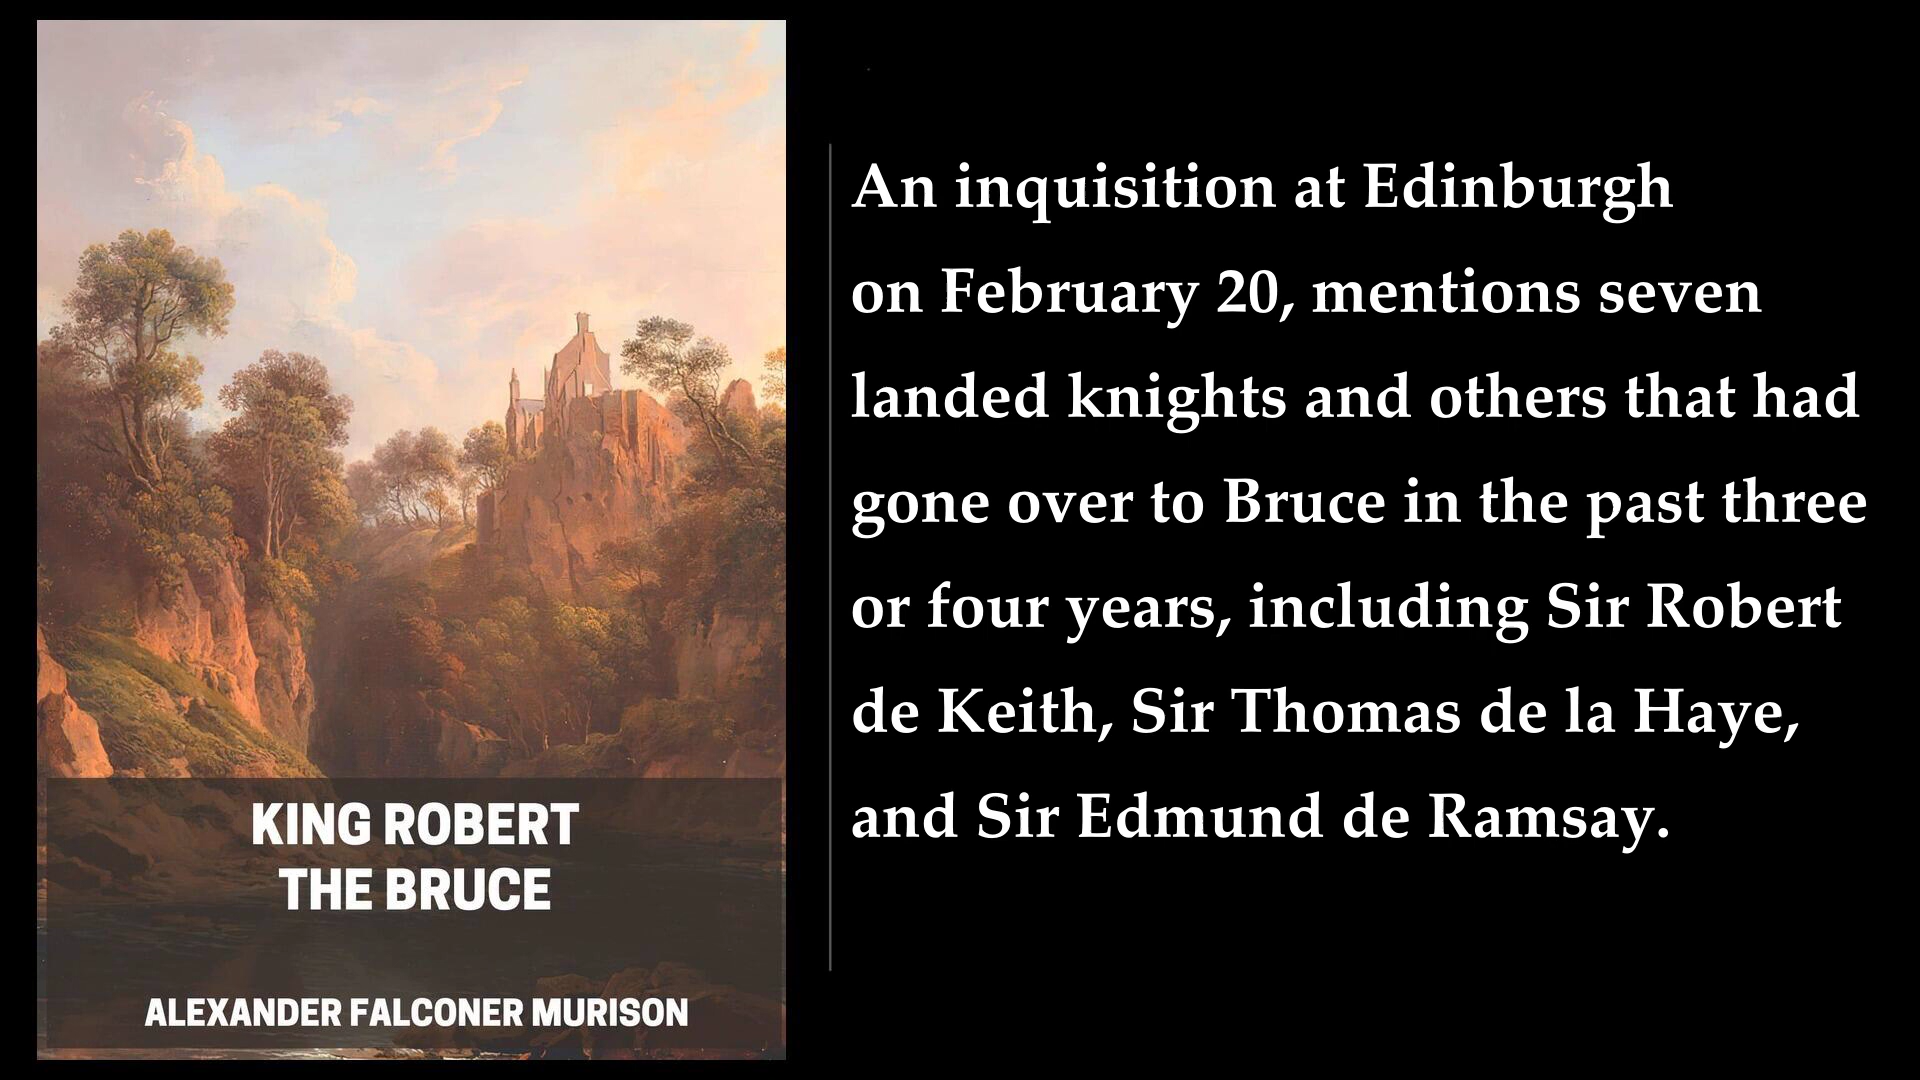 KING ROBERT
THE BRUCE
ALEXANDER FALCONER MURISON
An inquisition at Edinburgh
on February 20, mentions seven
landed knights and others that had
gone over to Bruce in the past three
or four years, including Sir Robert
de Keith, Sir Thomas de la Haye,
and Sir Edmund de Ramsay.